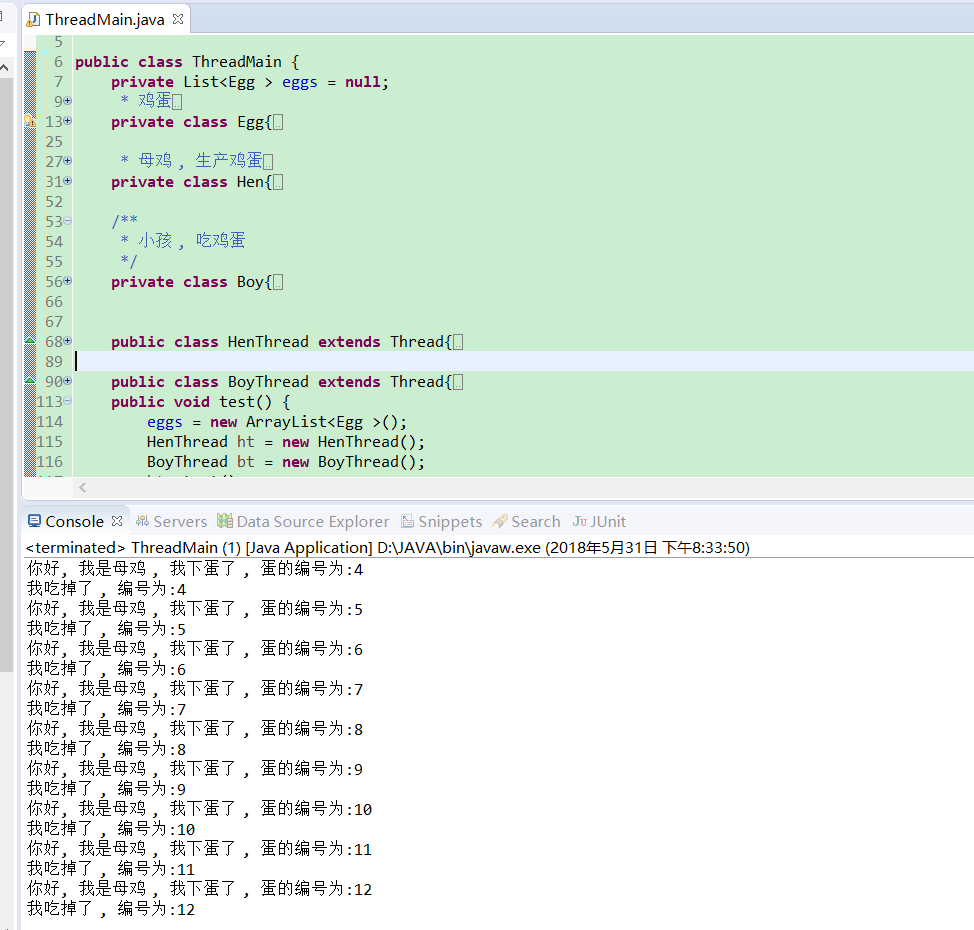 ThreadMain.java
5
6 public class ThreadMain {
7 private List<Egg > eggs = null;
9 * 鸡蛋
13 private class Egg{
25
27 * 母鸡，生产鸡蛋
31 private class Hen{
52
53 /**
54 * 小孩，吃鸡蛋
55 */
56 private class Boy{
66
67
68 public class HenThread extends Thread{
89
90 public class BoyThread extends Thread{
113 public void test() {
114 eggs = new ArrayList<Egg >();
115 HenThread ht = new HenThread();
116 BoyThread bt = new BoyThread();
Console Servers Data Source Explorer Snippets Search JUnit
<terminated> ThreadMain (1) [Java Application] D:\JAVA\bin\javaw.exe (2018年5月31日 下午8:33:50)
你好, 我是母鸡，我下蛋了，蛋的编号为:4
我吃掉了，编号为:4
你好, 我是母鸡，我下蛋了，蛋的编号为:5
我吃掉了，编号为:5
你好, 我是母鸡，我下蛋了，蛋的编号为:6
我吃掉了，编号为:6
你好, 我是母鸡，我下蛋了，蛋的编号为:7
我吃掉了，编号为:7
你好, 我是母鸡，我下蛋了，蛋的编号为:8
我吃掉了，编号为:8
你好, 我是母鸡，我下蛋了，蛋的编号为:9
我吃掉了，编号为:9
你好, 我是母鸡，我下蛋了，蛋的编号为:10
我吃掉了，编号为:10
你好, 我是母鸡，我下蛋了，蛋的编号为:11
我吃掉了，编号为:11
你好, 我是母鸡，我下蛋了，蛋的编号为:12
我吃掉了，编号为:12